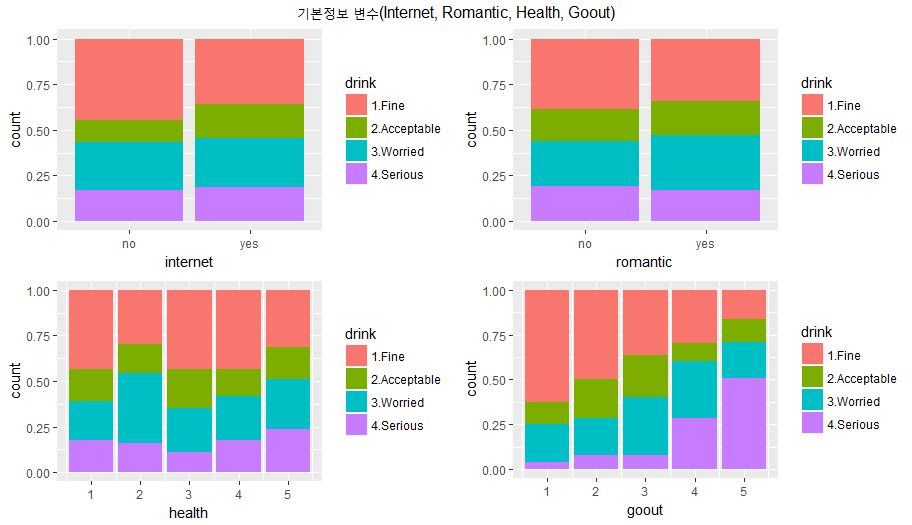 기본정보 변수(Internet, Romantic, Health, Goout)
1.00
0.75
0.50
0.25
0.00
count
no
yes
internet
drink
1.Fine
2.Acceptable
3.Worried
4.Serious
1.00
0.75
0.50
0.25
0.00
count
no
yes
romantic
drink
1.Fine
2.Acceptable
3.Worried
4.Serious
1.00
0.75
0.50
0.25
0.00
count
1
2
3
4
5
health
drink
1.Fine
2.Acceptable
3.Worried
4.Serious
1.00
0.75
0.50
0.25
0.00
count
1
2
3
4
5
goout
drink
1.Fine
2.Acceptable
3.Worried
4.Serious